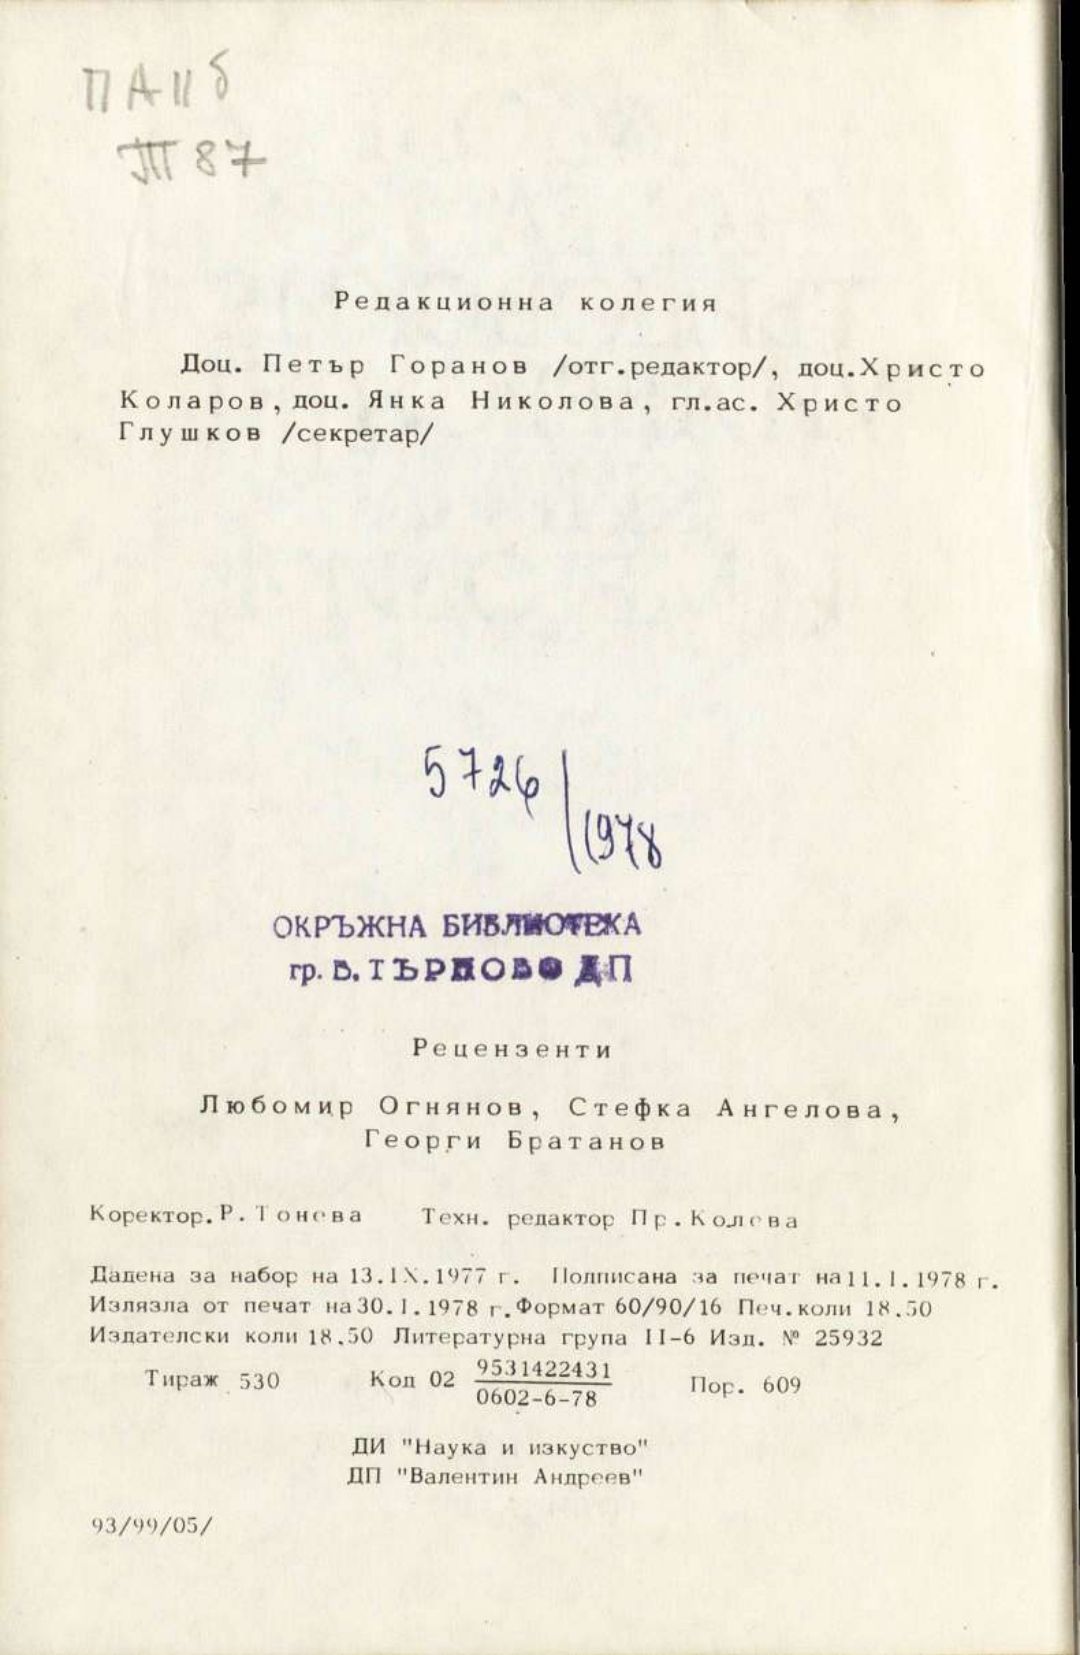 ПА II б
Т 87
Редакционна колегия
Доц. Петър Горанов /отг.редактор/, доц.Христо
Коларов, доц. Янка Николова, гл.ас. Христо
Глушков /секретар/
5726/1978
ОКРЪЖНА БИБЛИОТЕКА
гр. В. ТЪРНОВО ДП
Рецензенти
Любомир Огнянов, Стефка Ангелова,
Георги Братанов
Коректор. Р. Тонева Техн. редактор Пр. Колева
Дадена за набор на 13.IX.1977 г. Подписана за печат на 11.I.1978 г.
Излязла от печат на 30.I.1978 г. Формат 60/90/16 Печ.коли 18.50
Издателски коли 18.50 Литературна група II-6 Изд. № 25932
Тираж 530 Код 02 9531422431 / 0602-6-78 Пор. 609
ДИ "Наука и изкуство"
ДП "Валентин Андреев"
93/99/05/